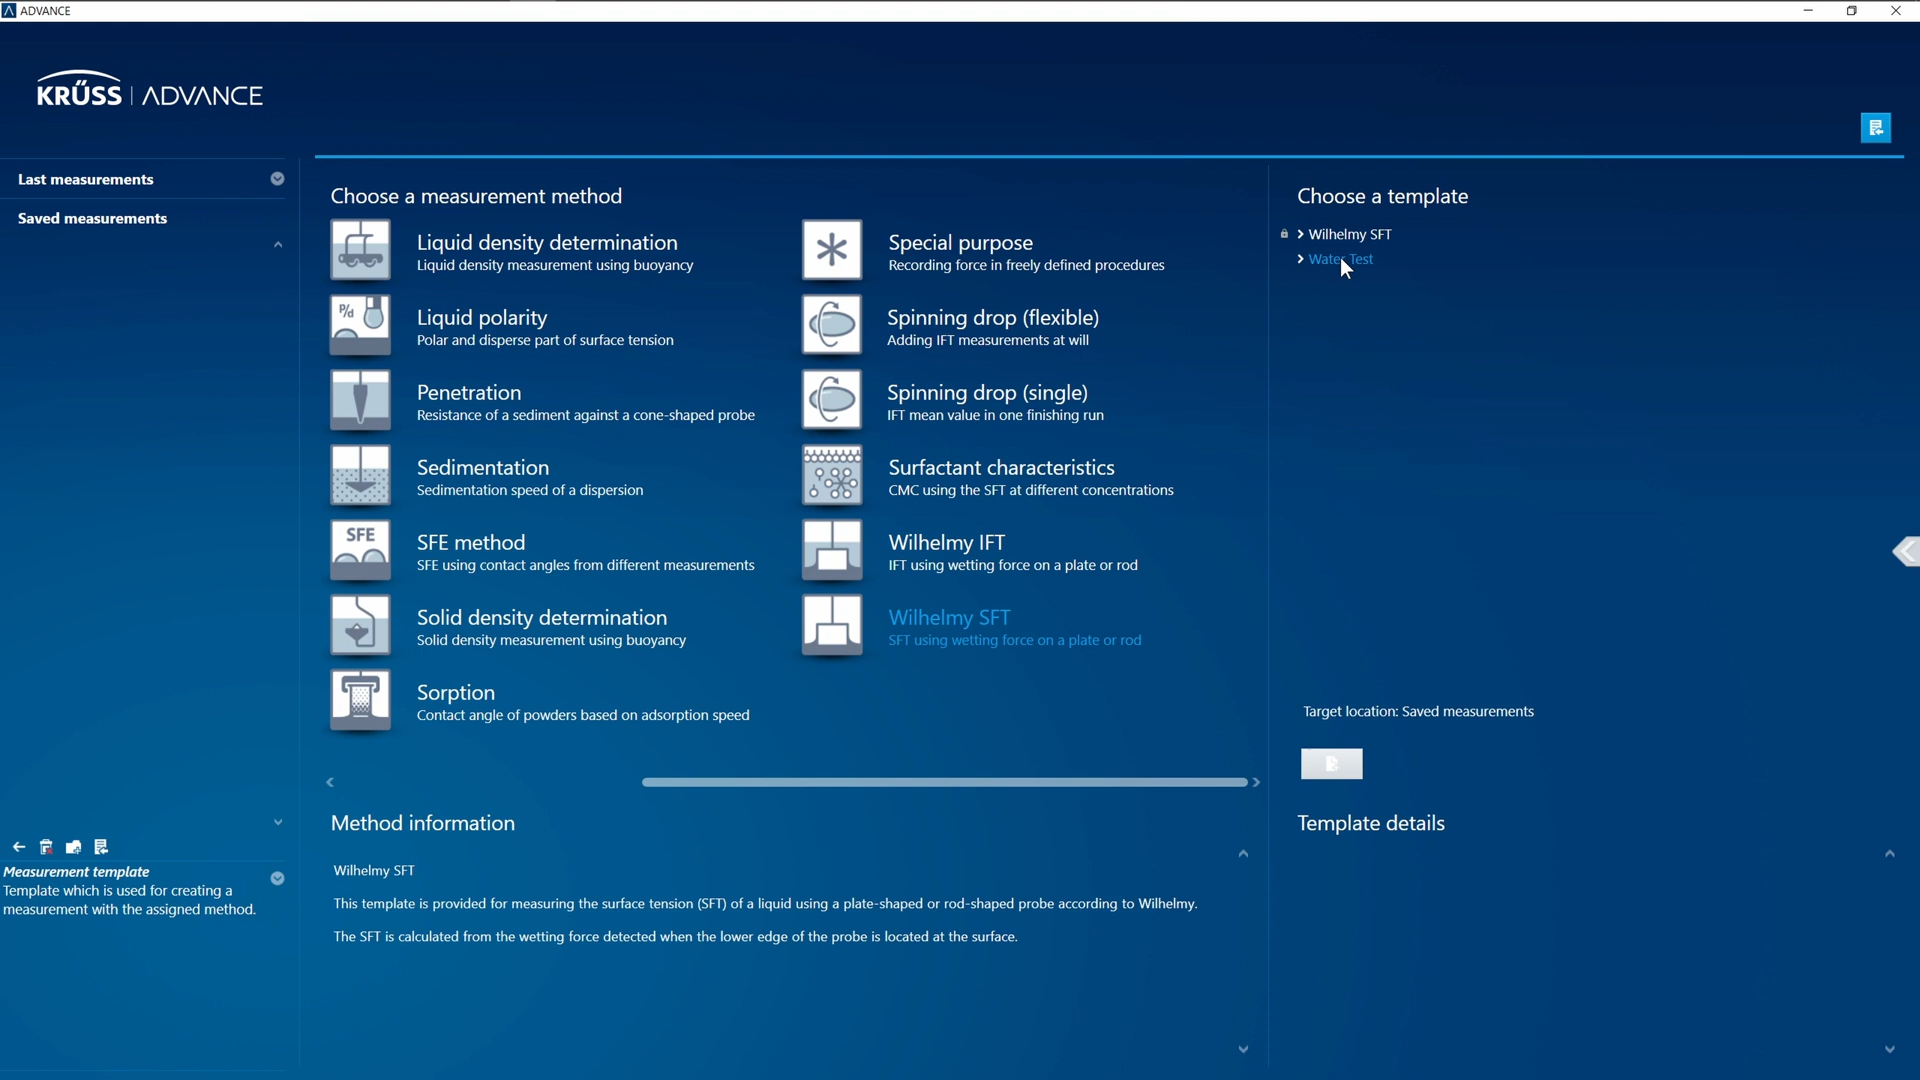 ADVANCE
KRÜSS | ADVANCE
Last measurements
Saved measurements
Choose a measurement method
Liquid density determination
Liquid density measurement using buoyancy
P/d
Liquid polarity
Polar and disperse part of surface tension
Penetration
Resistance of a sediment against a cone-shaped probe
Sedimentation
Sedimentation speed of a dispersion
SFE
SFE method
SFE using contact angles from different measurements
Solid density determination
Solid density measurement using buoyancy
Sorption
Contact angle of powders based on adsorption speed
Special purpose
Recording force in freely defined procedures
Spinning drop (flexible)
Adding IFT measurements at will
Spinning drop (single)
IFT mean value in one finishing run
Surfactant characteristics
CMC using the SFT at different concentrations
Wilhelmy IFT
IFT using wetting force on a plate or rod
Wilhelmy SFT
SFT using wetting force on a plate or rod
Choose a template
Wilhelmy SFT
Water Test
Target location: Saved measurements
Measurement template
Template which is used for creating a
measurement with the assigned method.
Method information
Wilhelmy SFT
This template is provided for measuring the surface tension (SFT) of a liquid using a plate-shaped or rod-shaped probe according to Wilhelmy.
The SFT is calculated from the wetting force detected when the lower edge of the probe is located at the surface.
Template details